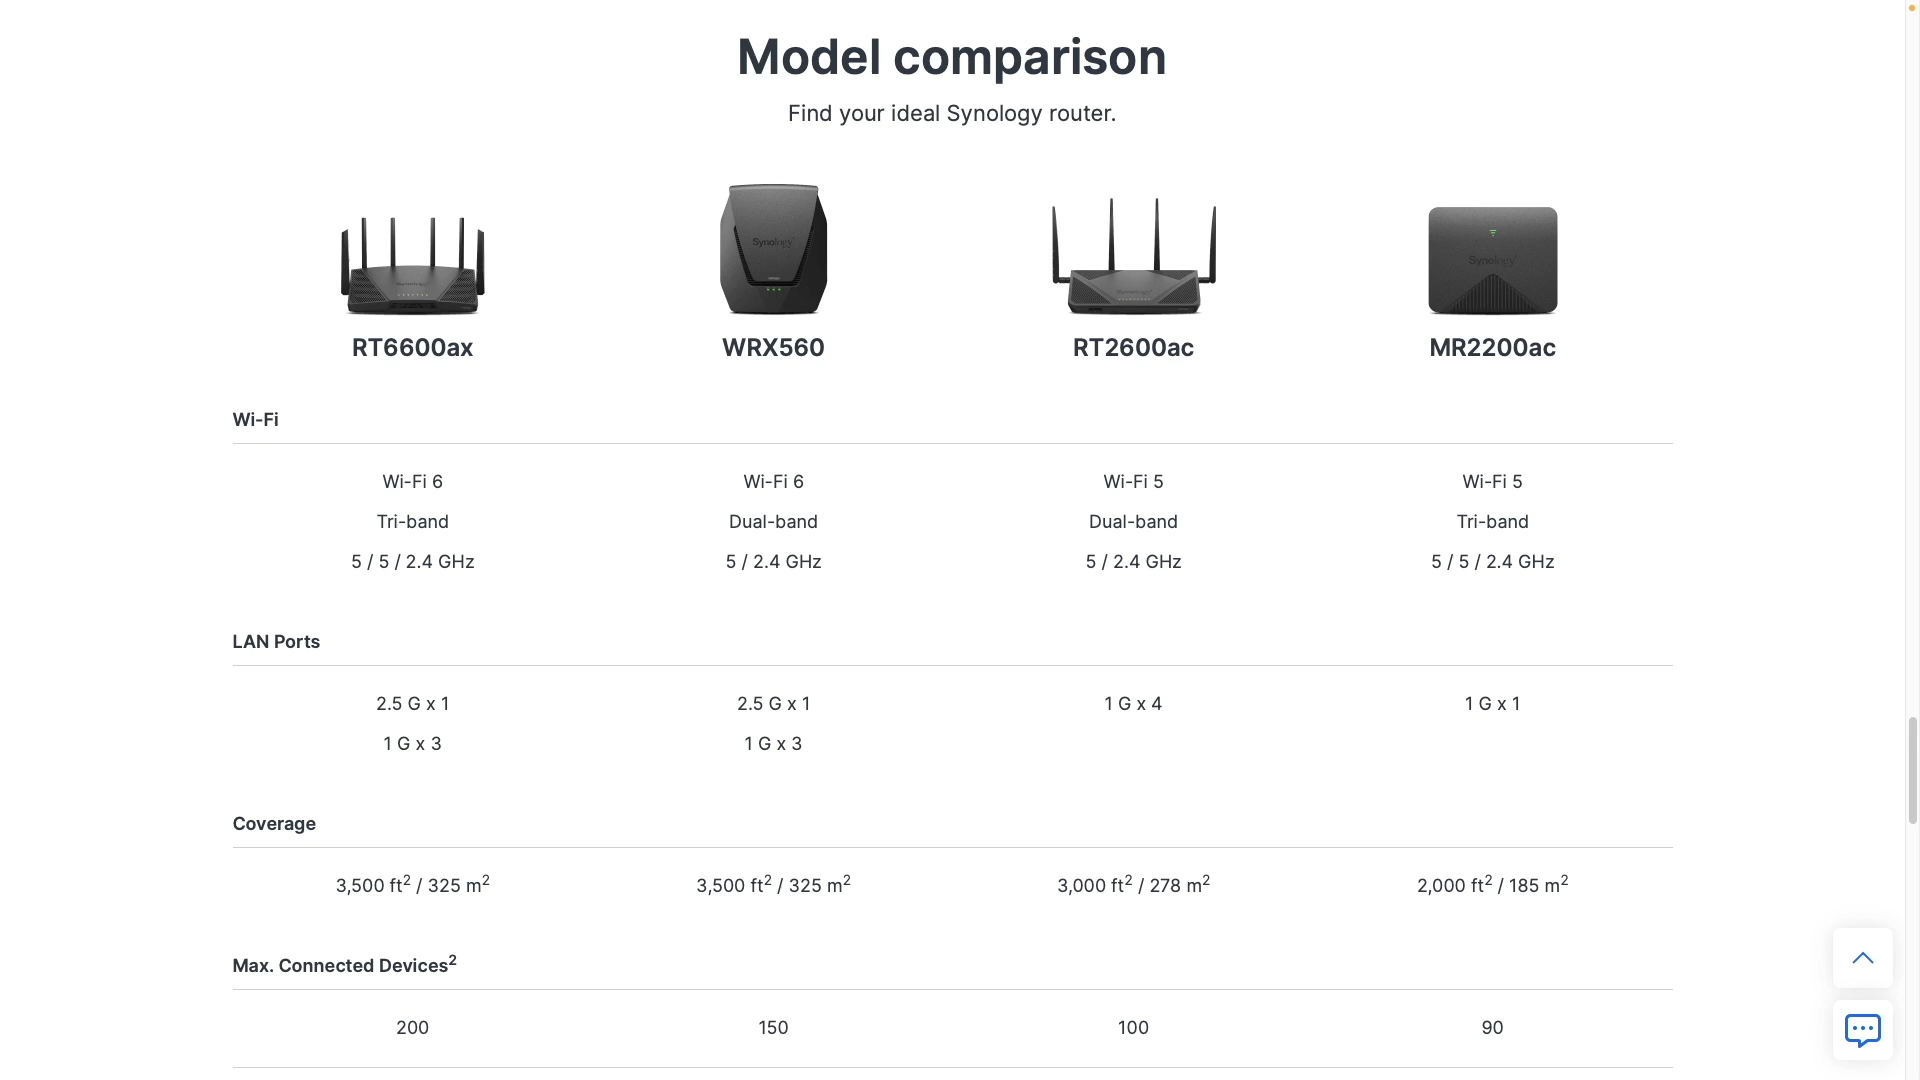 Model comparison
Find your ideal Synology router.
Synology
Synology
Synology
Synology
RT6600ax
WRX560
RT2600ac
MR2200ac
Wi-Fi
Wi-Fi 6
Wi-Fi 6
Wi-Fi 5
Wi-Fi 5
Tri-band
Dual-band
Dual-band
Tri-band
5 / 5 / 2.4 GHz
5 / 2.4 GHz
5 / 2.4 GHz
5 / 5 / 2.4 GHz
LAN Ports
2.5 G x 1
2.5 G x 1
1 G x 4
1 G x 1
1 G x 3
1 G x 3
Coverage
3,500 ft² / 325 m²
3,500 ft² / 325 m²
3,000 ft² / 278 m²
2,000 ft² / 185 m²
Max. Connected Devices²
200
150
100
90